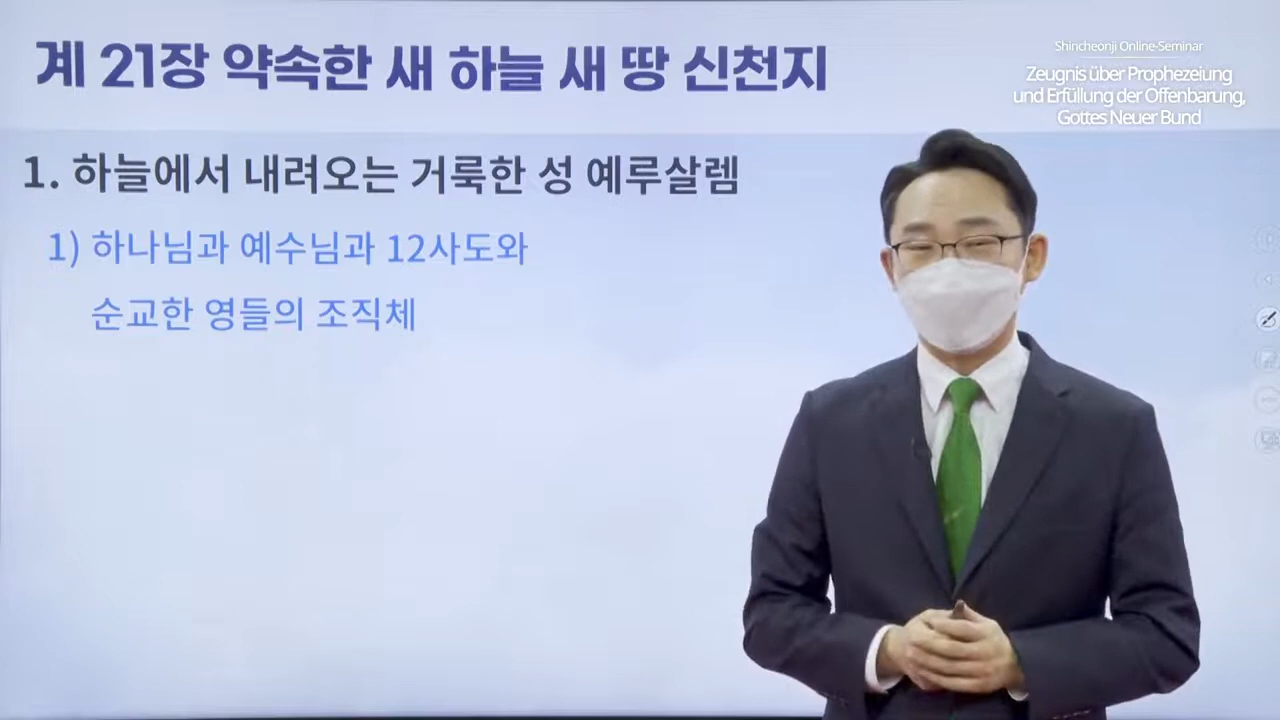 계 21장 약속한 새 하늘 새 땅 신천지
Shincheonji Online-Seminar
Zeugnis über Prophezeiung
und Erfüllung der Offenbarung,
Gottes Neuer Bund
1. 하늘에서 내려오는 거룩한 성 예루살렘
1) 하나님과 예수님과 12사도와
순교한 영들의 조직체